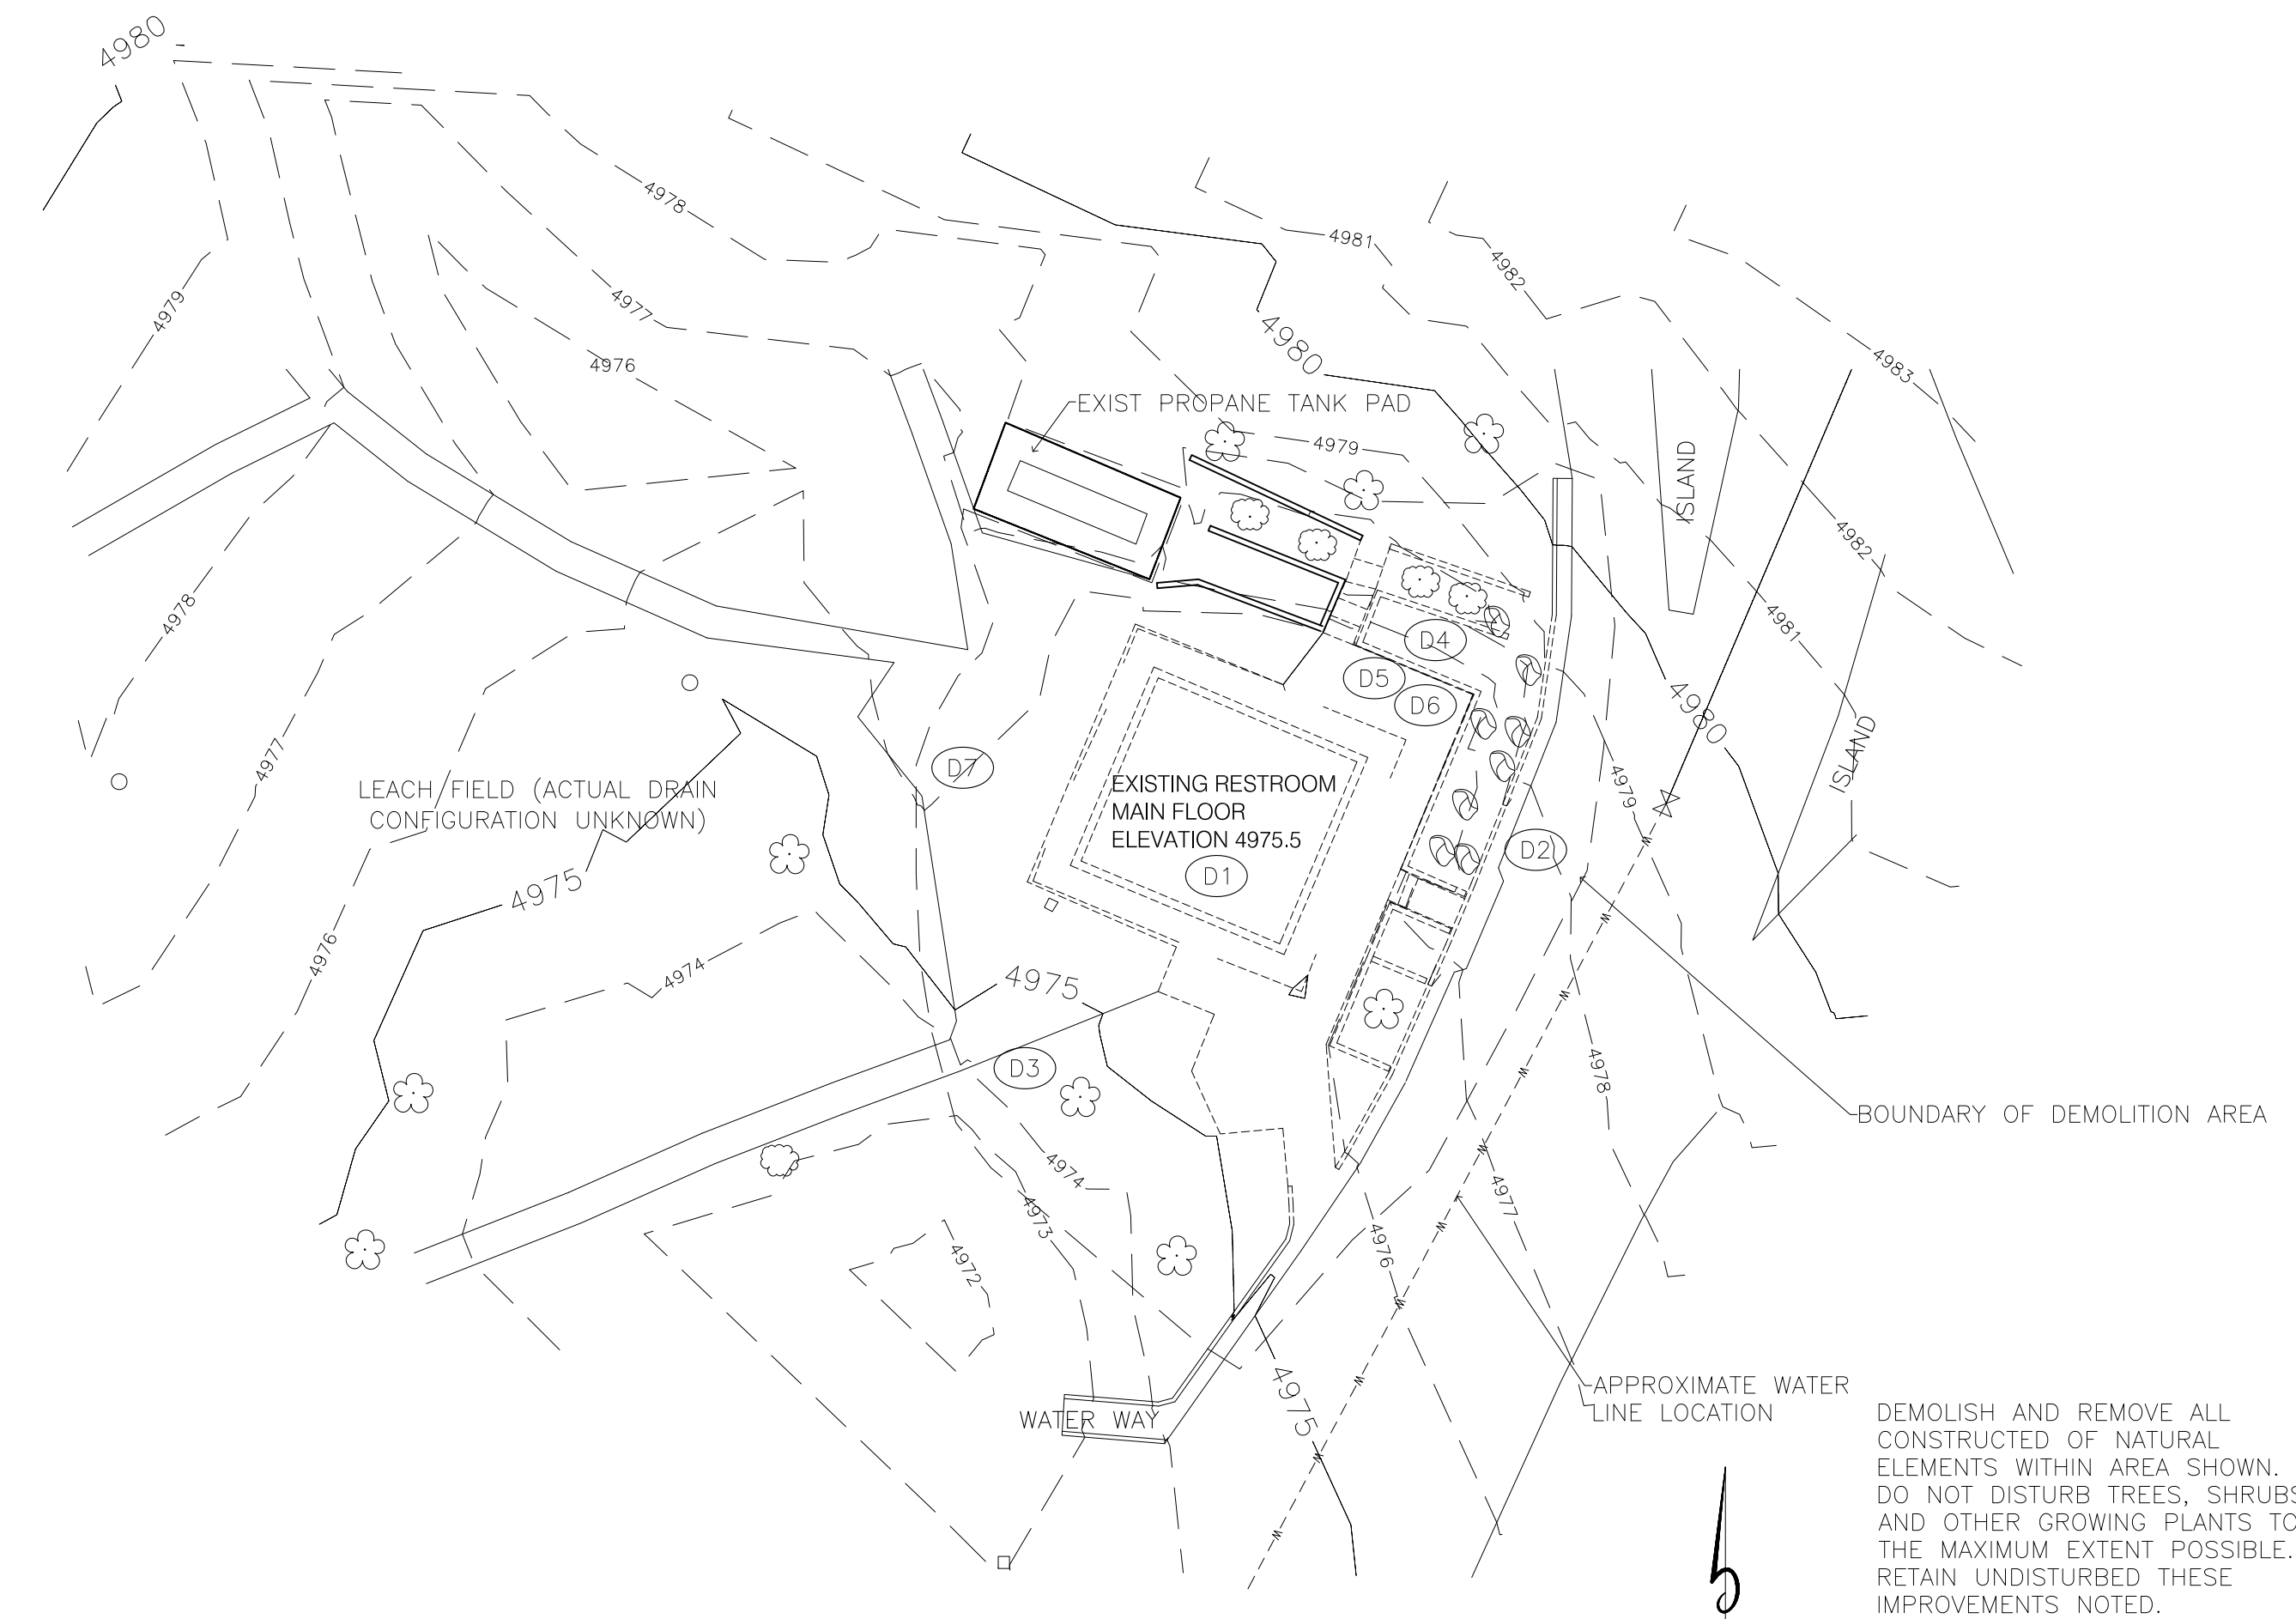 4980
4978
4981
4982
4979
4977
4980
4983
4976
EXIST PROPANE TANK PAD
4979
ISLAND
4982
4978
4981
D4
D5
D6
4980
4977
D7
ISLAND
4979
LEACH FIELD (ACTUAL DRAIN
CONFIGURATION UNKNOWN)
EXISTING RESTROOM
MAIN FLOOR
ELEVATION 4975.5
D1
D2
4975
W
W
4976
4974
4975
W
W
D3
4978
BOUNDARY OF DEMOLITION AREA
W
4974
4977
4973
W
4976
4972
W
APPROXIMATE WATER
LINE LOCATION
W
4975
WATER WAY
W
W
DEMOLISH AND REMOVE ALL
CONSTRUCTED OF NATURAL
ELEMENTS WITHIN AREA SHOWN.
DO NOT DISTURB TREES, SHRUBS
AND OTHER GROWING PLANTS TO
THE MAXIMUM EXTENT POSSIBLE.
RETAIN UNDISTURBED THESE
IMPROVEMENTS NOTED.